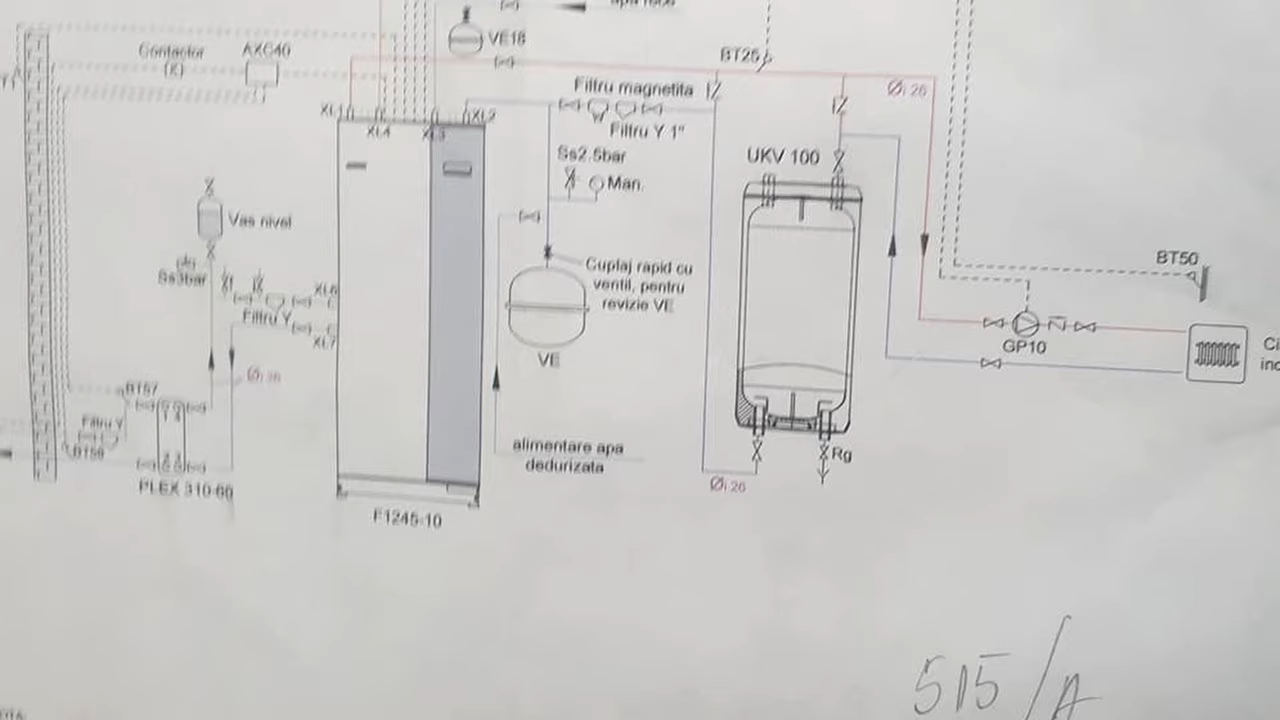 VE18
BT25
Contactor
(K)
AXC40
Filtru magnetita
Ø i 26
XL1
XL4
XL3
XL2
Filtru Y 1"
Ss2.5bar
Man.
UKV 100
Vas nivel
Cuplaj rapid cu
ventil, pentru
revizie VE
BT50
Ss3bar
XL6
Filtru Y
XL7
GP10
VE
Ci
BT57
Filtru Y
alimentare apa
dedurizata
Rg
PLEX 310-60
Ø i 26
F1245-10
515/A